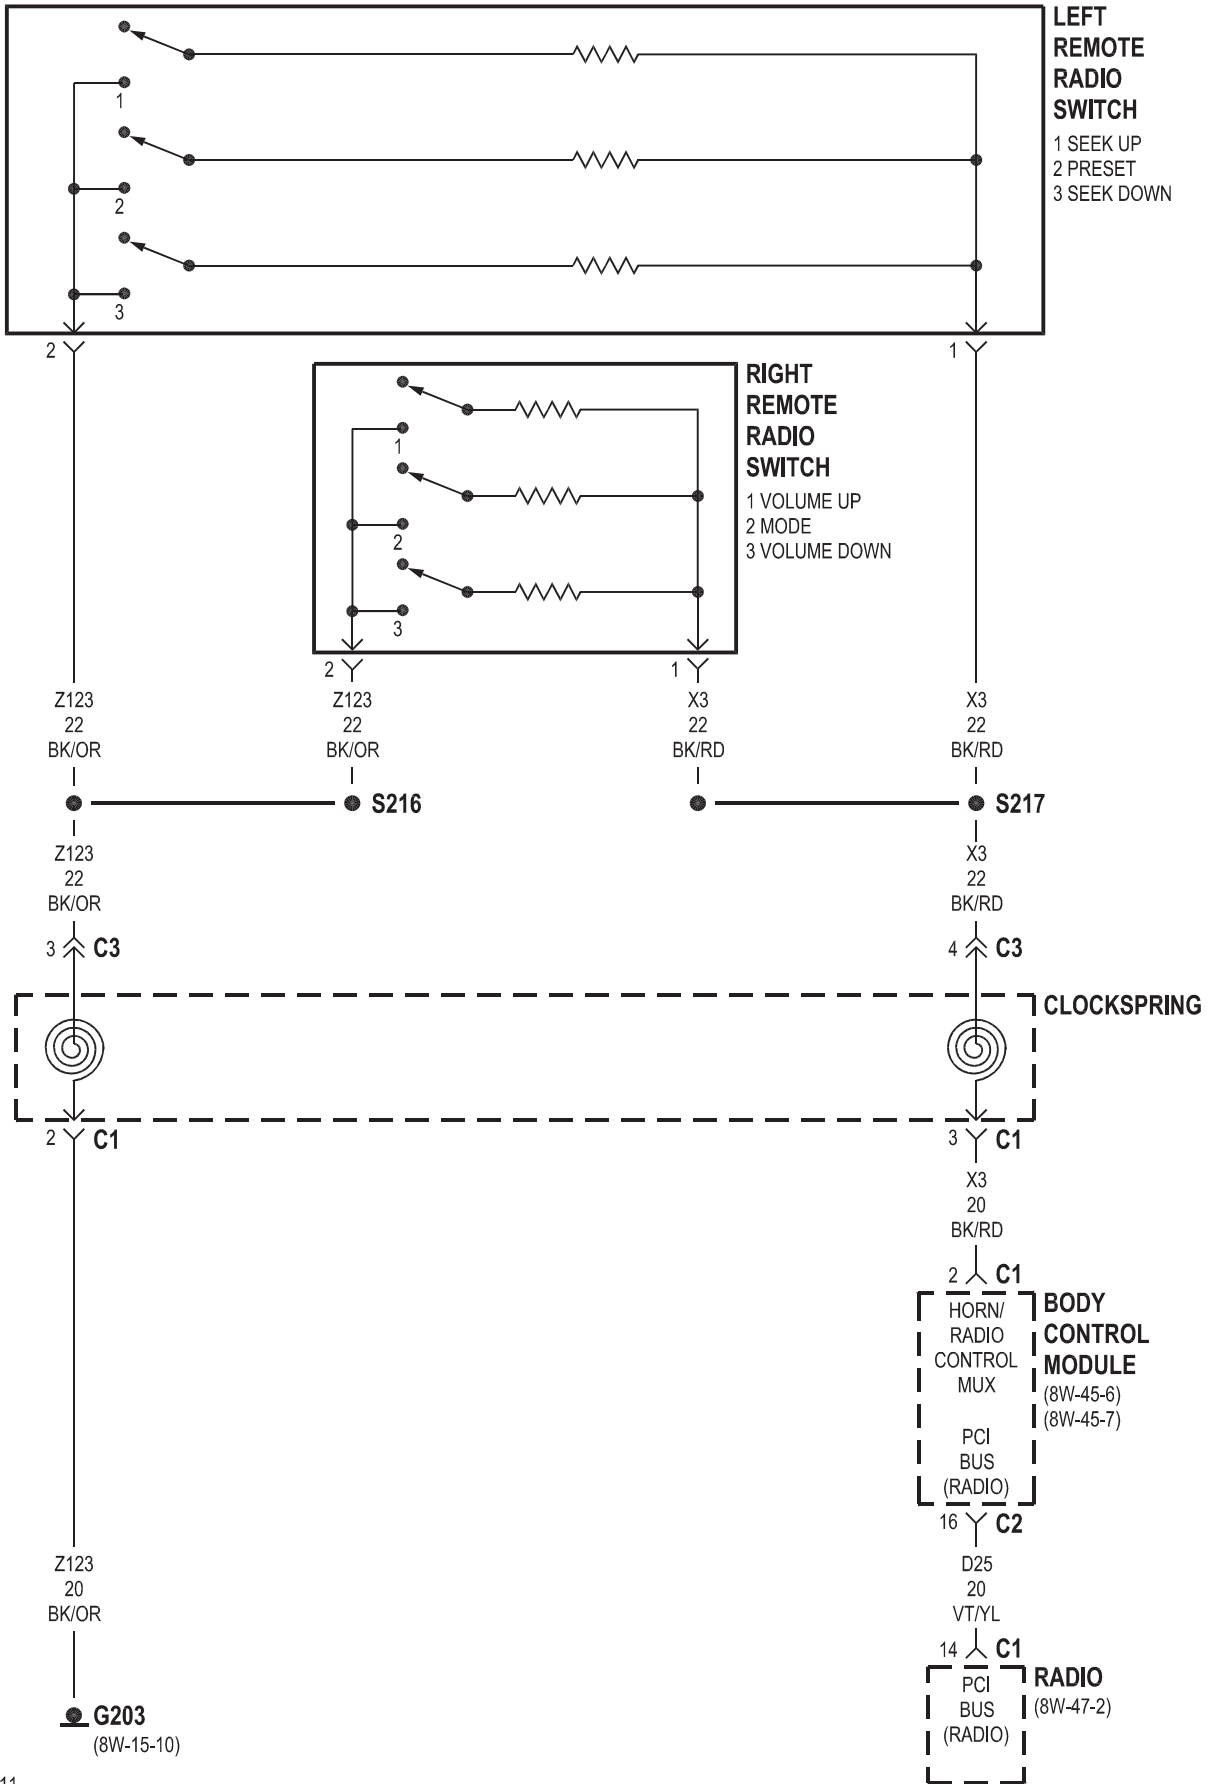 LEFT
REMOTE
RADIO
SWITCH
1 SEEK UP
2 PRESET
3 SEEK DOWN
1
2
3
2
1
RIGHT
REMOTE
RADIO
SWITCH
1 VOLUME UP
2 MODE
3 VOLUME DOWN
1
2
3
2
1
Z123
22
BK/OR
Z123
22
BK/OR
X3
22
BK/RD
X3
22
BK/RD
S216
S217
Z123
22
BK/OR
X3
22
BK/RD
3 C3
4 C3
CLOCKSPRING
2 C1
3 C1
X3
20
BK/RD
2 C1
HORN/
RADIO
CONTROL
MUX
PCI
BUS
(RADIO)
BODY
CONTROL
MODULE
(8W-45-6)
(8W-45-7)
16 C2
Z123
20
BK/OR
D25
20
VT/YL
14 C1
PCI
BUS
(RADIO)
RADIO
(8W-47-2)
G203
(8W-15-10)